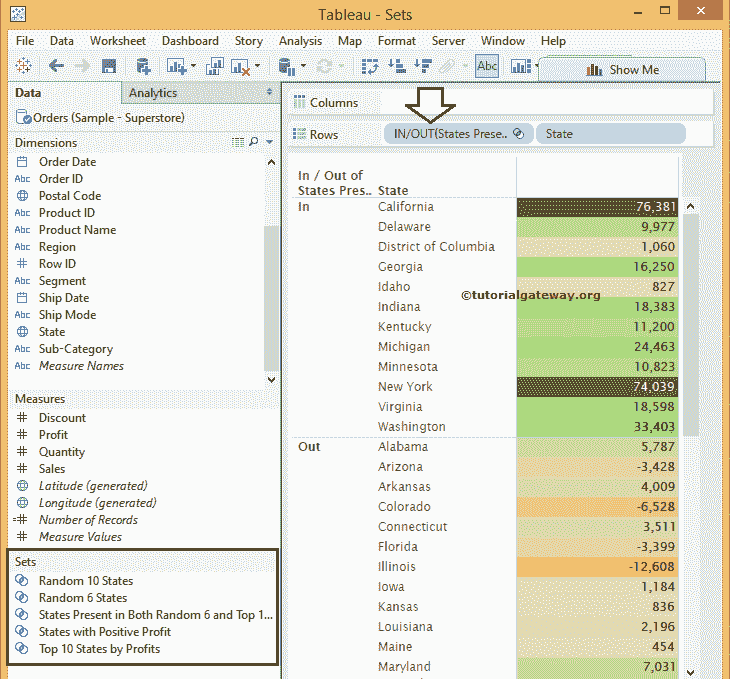 Tableau - Sets
File Data Worksheet Dashboard Story Analysis Map Format Server Window Help
Abc Show Me
Data Analytics
Orders (Sample - Superstore)
Dimensions
Order Date
Abc Order ID
Postal Code
Abc Product ID
Abc Product Name
Abc Region
# Row ID
Abc Segment
Ship Date
Abc Ship Mode
State
Abc Sub-Category
Abc Measure Names
Measures
# Discount
# Profit
# Quantity
# Sales
Latitude (generated)
Longitude (generated)
=# Number of Records
# Measure Values
Sets
Random 10 States
Random 6 States
States Present in Both Random 6 and Top 1...
States with Positive Profit
Top 10 States by Profits
Columns
Rows IN/OUT(States Prese.. State
In / Out of
States Pres.. State
In California 76,381
Delaware 9,977
District of Columbia 1,060
Georgia 16,250
Idaho 827
©tutorialgateway.org
Indiana 18,383
Kentucky 11,200
Michigan 24,463
Minnesota 10,823
New York 74,039
Virginia 18,598
Washington 33,403
Out Alabama 5,787
Arizona -3,428
Arkansas 4,009
Colorado -6,528
Connecticut 3,511
Florida -3,399
Illinois -12,608
Iowa 1,184
Kansas 836
Louisiana 2,196
Maine 454
Maryland 7,031